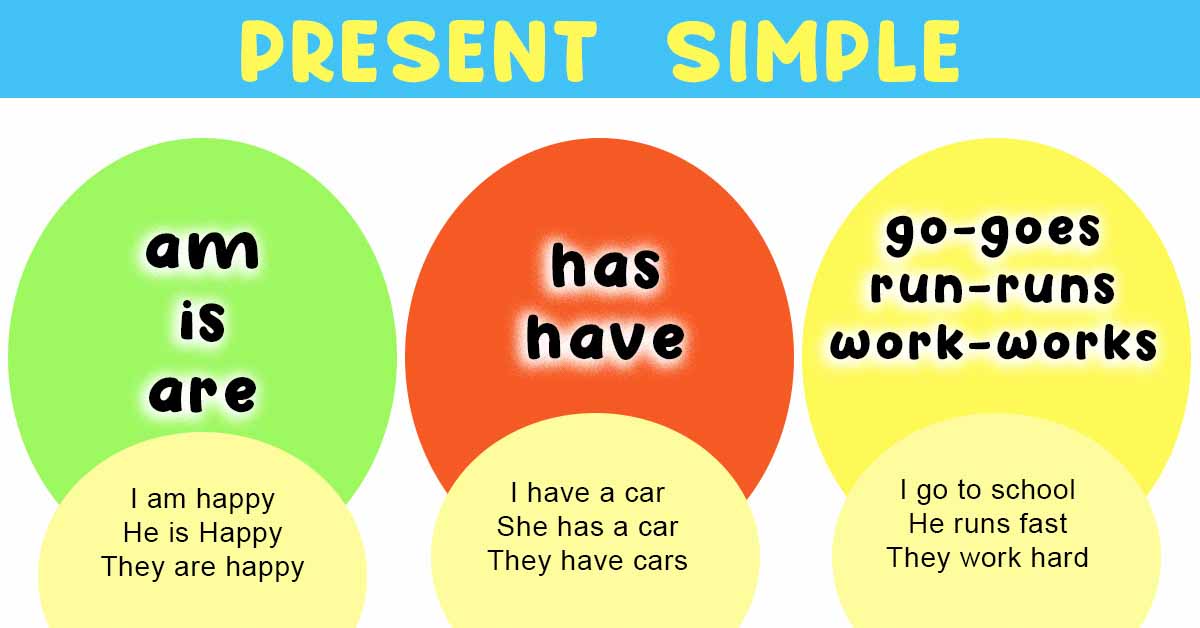 PRESENT SIMPLE
am
is
are
I am happy
He is Happy
They are happy
has
have
I have a car
She has a car
They have cars
go-goes
run-runs
work-works
I go to school
He runs fast
They work hard